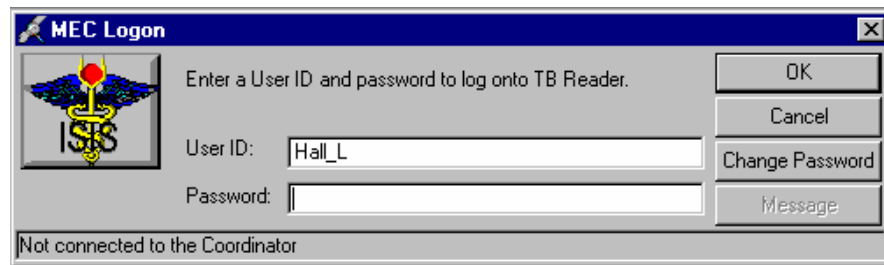 MEC Logon
ISIS
Enter a User ID and password to log onto TB Reader.
User ID: Hall_L
Password:
OK
Cancel
Change Password
Message
Not connected to the Coordinator